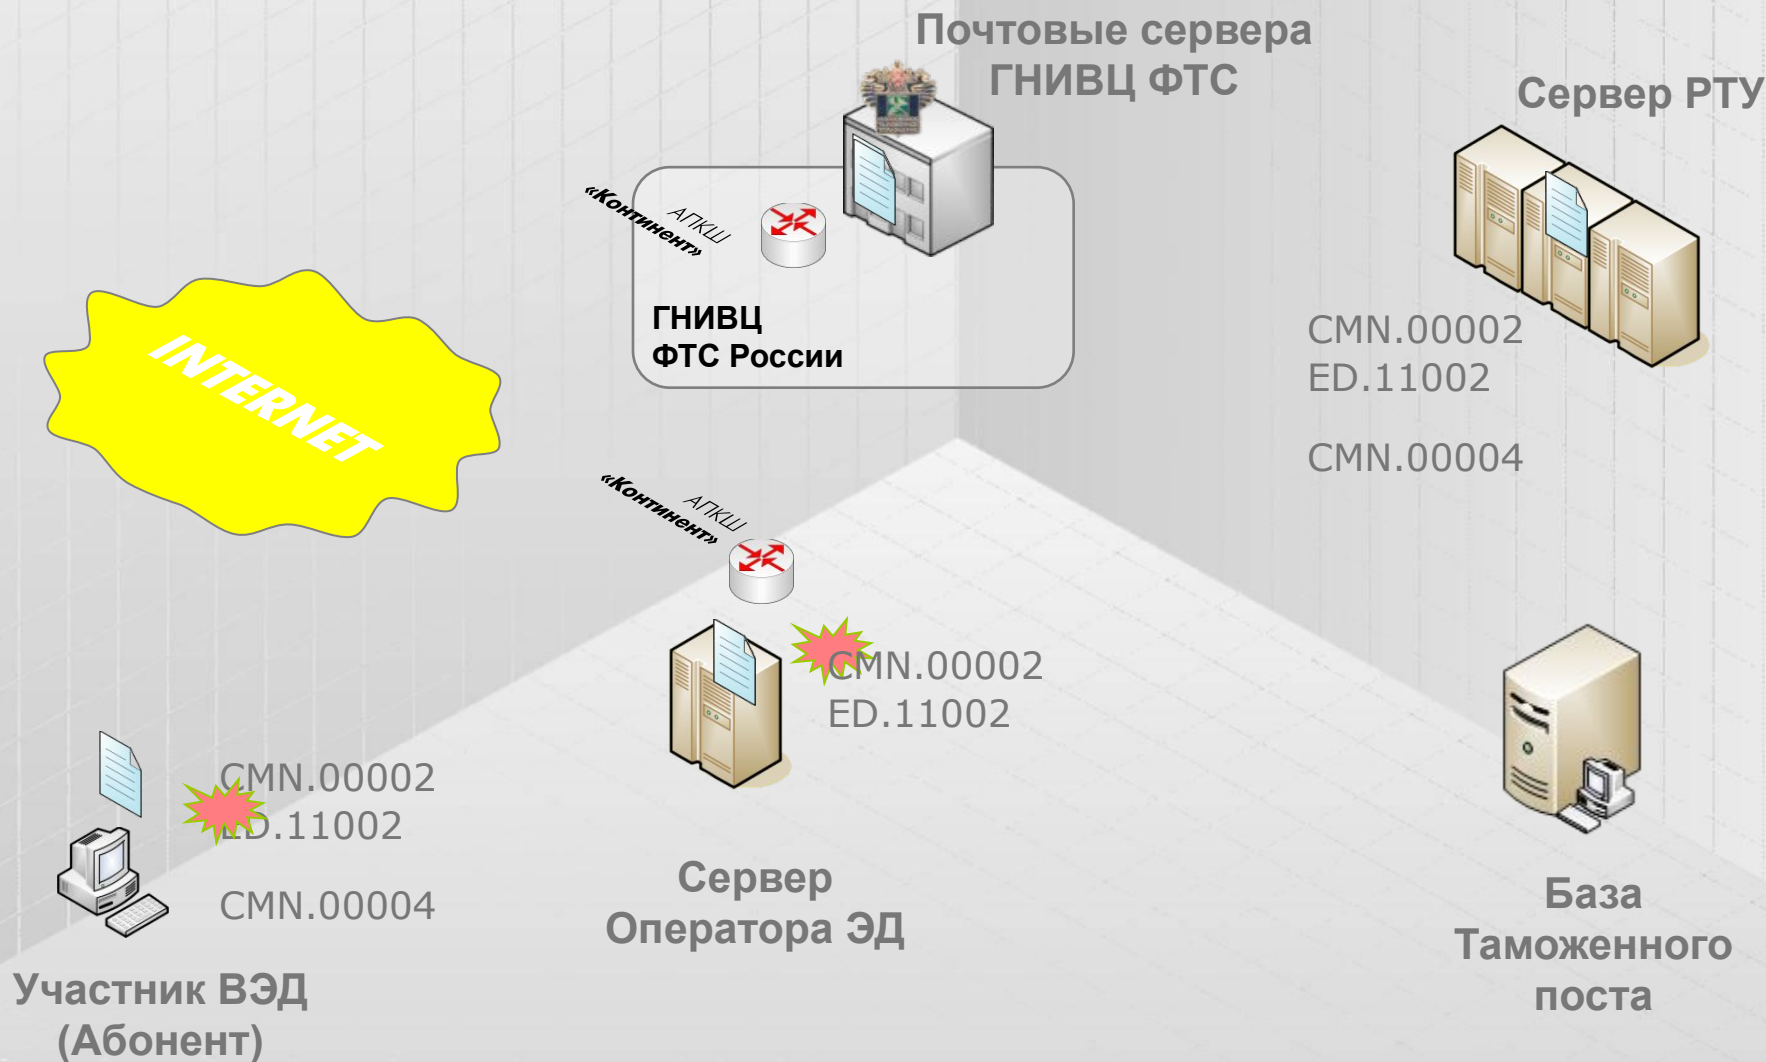 Почтовые сервера
ГНИВЦ ФТС
Сервер РТУ
АПКШ
«Континент»
ГНИВЦ
ФТС России
INTERNET
CMN.00002
ED.11002
CMN.00004
АПКШ
«Континент»
CMN.00002
ED.11002
CMN.00002
ED.11002
CMN.00004
Сервер
Оператора ЭД
База
Таможенного
поста
Участник ВЭД
(Абонент)